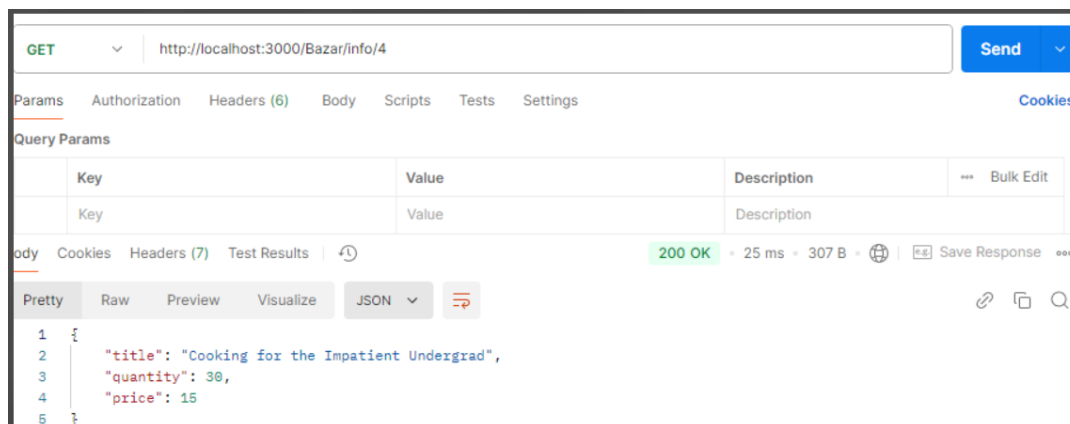 GET http://localhost:3000/Bazar/info/4 Send
Params Authorization Headers (6) Body Scripts Tests Settings Cookies
Query Params
Key Value Description ooo Bulk Edit
Key Value Description
ody Cookies Headers (7) Test Results 200 OK • 25 ms • 307 B • e.g. Save Response ooo
Pretty Raw Preview Visualize JSON
1 {
2 "title": "Cooking for the Impatient Undergrad",
3 "quantity": 30,
4 "price": 15
5 }